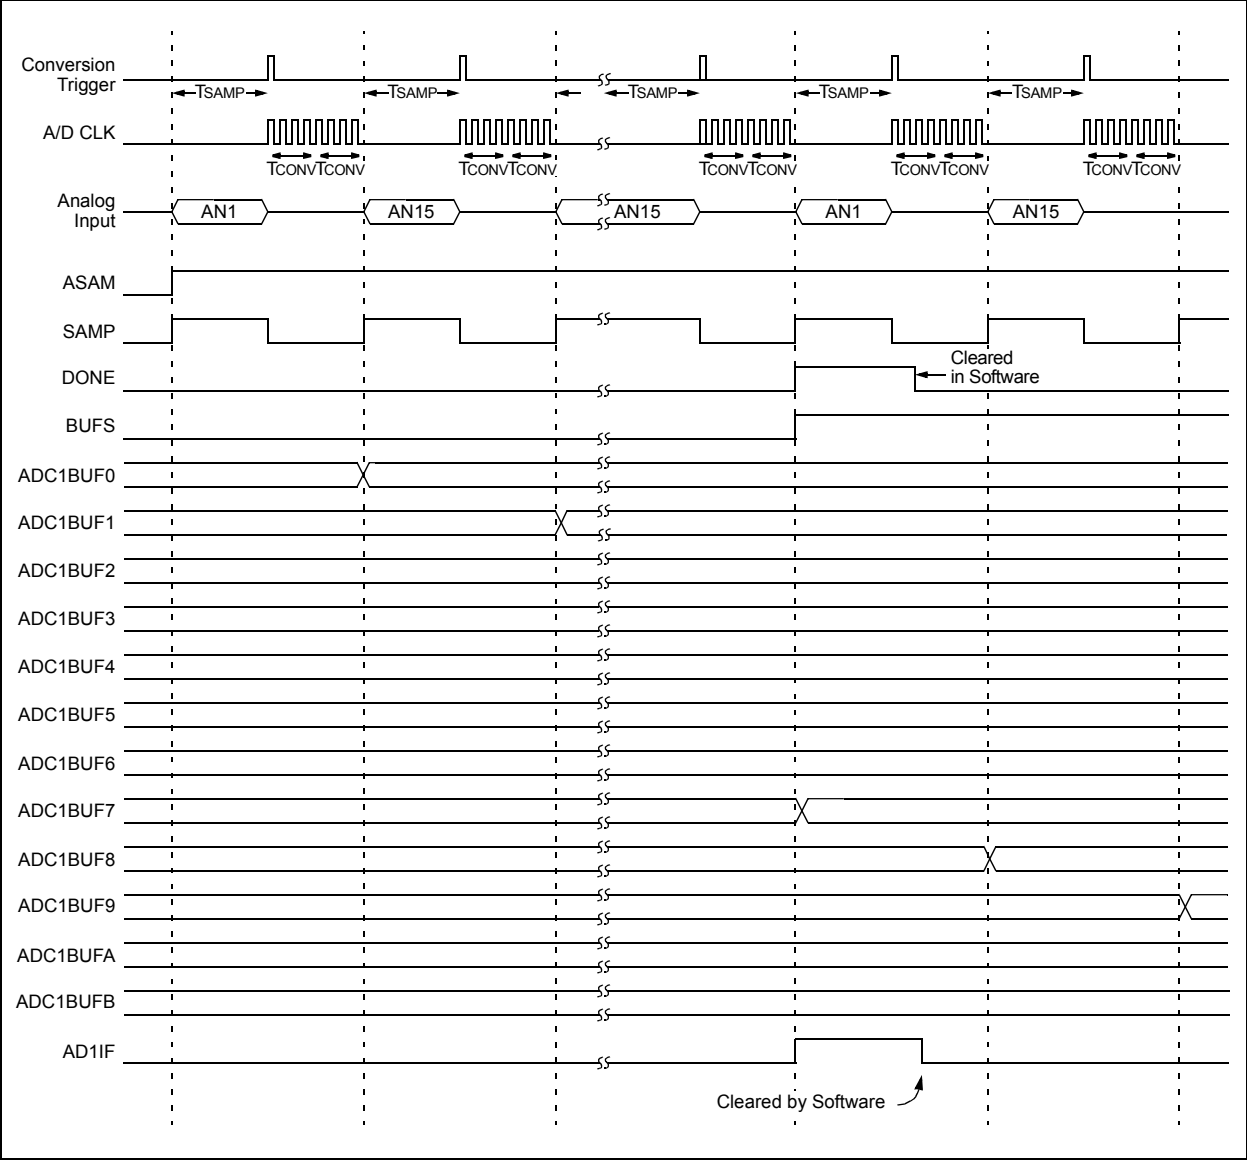 Conversion
Trigger
TSAMP TSAMP TSAMP TSAMP TSAMP
A/D CLK
TCONV TCONV TCONV TCONV TCONV TCONV TCONV TCONV TCONV TCONV
Analog
Input
AN1 AN15 AN15 AN1 AN15
ASAM
SAMP
DONE
Cleared
in Software
BUFS
ADC1BUF0
ADC1BUF1
ADC1BUF2
ADC1BUF3
ADC1BUF4
ADC1BUF5
ADC1BUF6
ADC1BUF7
ADC1BUF8
ADC1BUF9
ADC1BUFA
ADC1BUFB
AD1IF
Cleared by Software